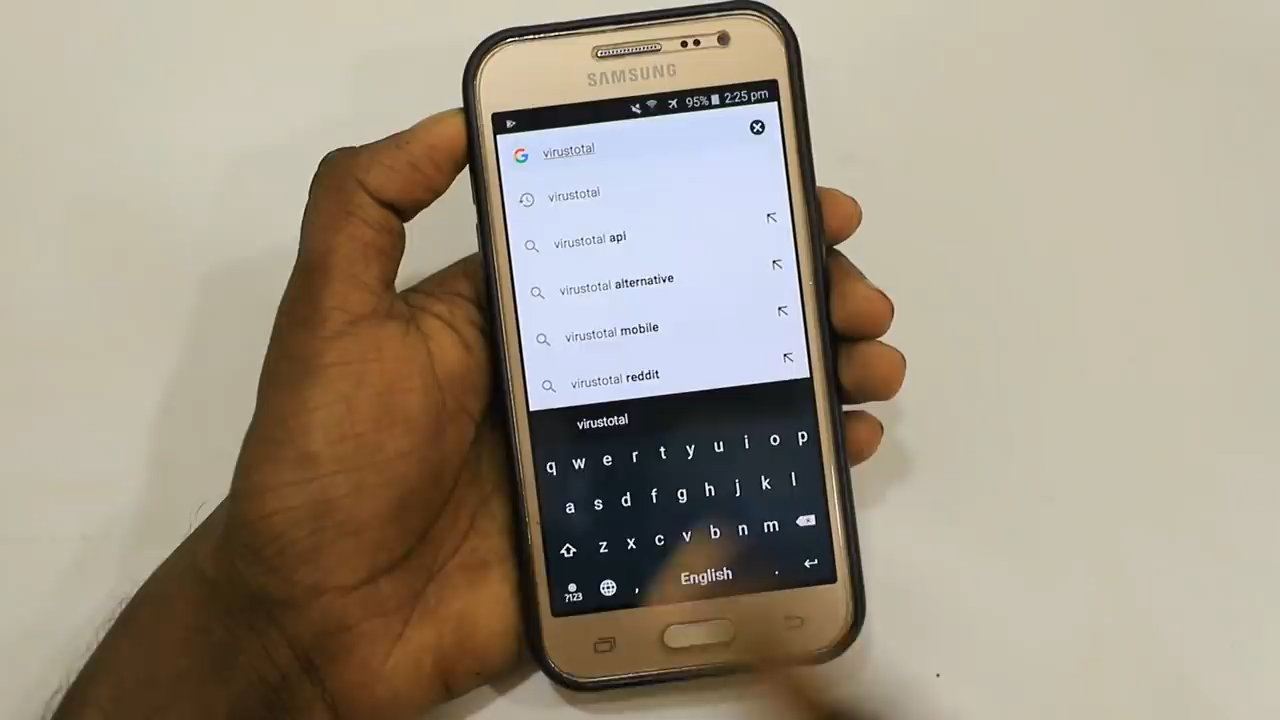 SAMSUNG
95% 2:25 pm
virustotal
virustotal
virustotal api
virustotal alternative
virustotal mobile
virustotal reddit
virustotal
q w e r t y u i o p
a s d f g h j k l
z x c v b n m
?123 , English .